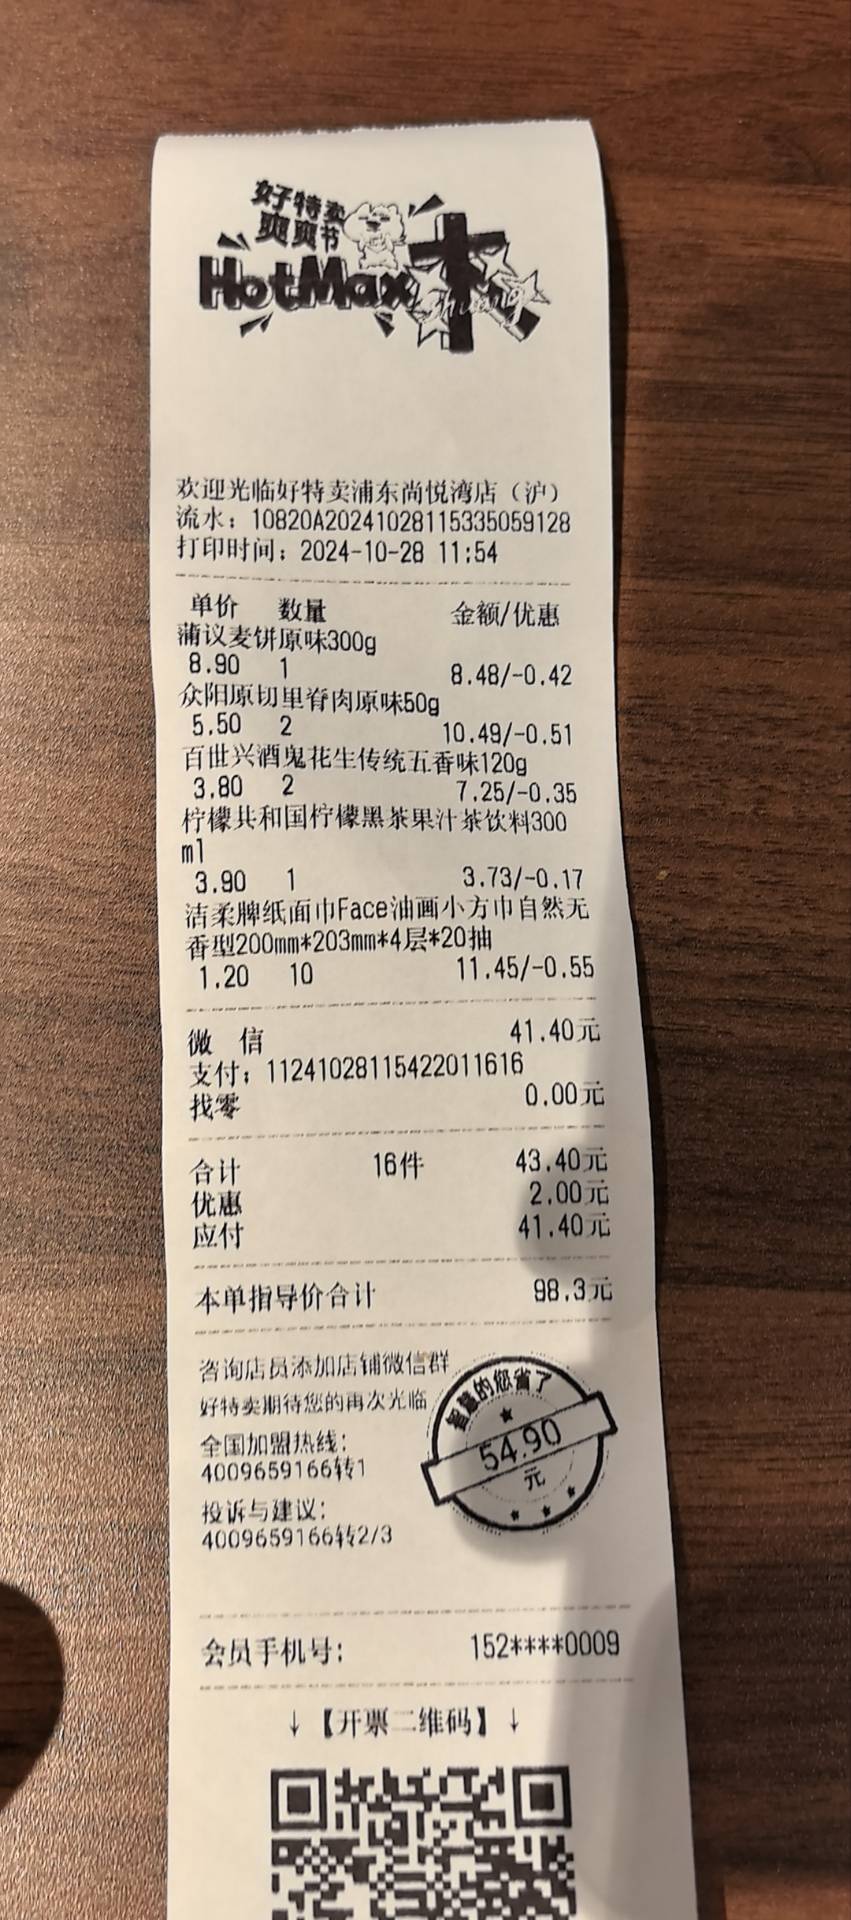 好特卖
爽爽节
HotMaxx
Shuang
欢迎光临好特卖浦东尚悦湾店（沪）
流水：10820A20241028115335059128
打印时间：2024-10-28 11:54
单价 数量 金额/优惠
蒲议麦饼原味300g
8.90 1 8.48/-0.42
众阳原切里脊肉原味50g
5.50 2 10.49/-0.51
百世兴酒鬼花生传统五香味120g
3.80 2 7.25/-0.35
柠檬共和国柠檬黑茶果汁茶饮料300
ml
3.90 1 3.73/-0.17
洁柔牌纸面巾Face油画小方巾自然无
香型200mm*203mm*4层*20抽
1.20 10 11.45/-0.55
微 信 41.40元
支付：11241028115422011616
找零 0.00元
合计 16件 43.40元
优惠 2.00元
应付 41.40元
本单指导价合计 98.3元
咨询店员添加店铺微信群
好特卖期待您的再次光临
全国加盟热线：
4009659166转1
投诉与建议：
4009659166转2/3
智慧的您省了
54.90
元
会员手机号： 152****0009
↓【开票二维码】↓